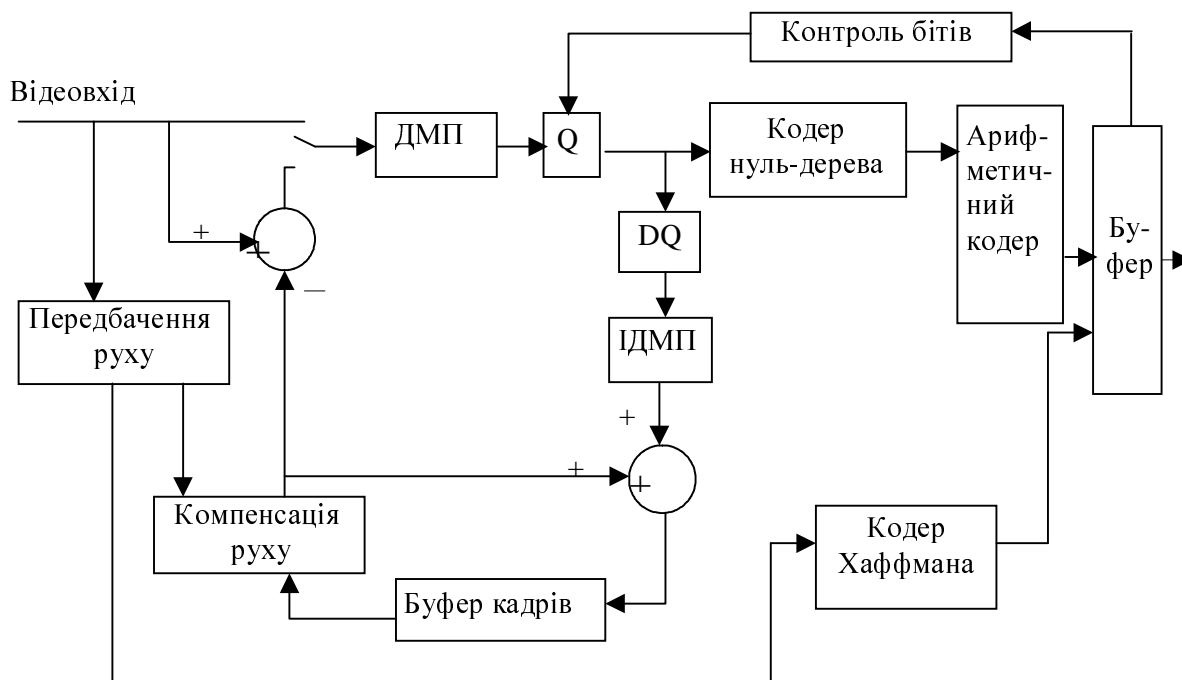 Контроль бітів
Відеовхід
ДМП
Q
Кодер
нуль-дерева
Ариф-
метич-
ний
кодер
Бу-
фер
+
+
DQ
—
Передбачення
руху
ІДМП
+
+
+
Компенсація
руху
Кодер
Хаффмана
Буфер кадрів